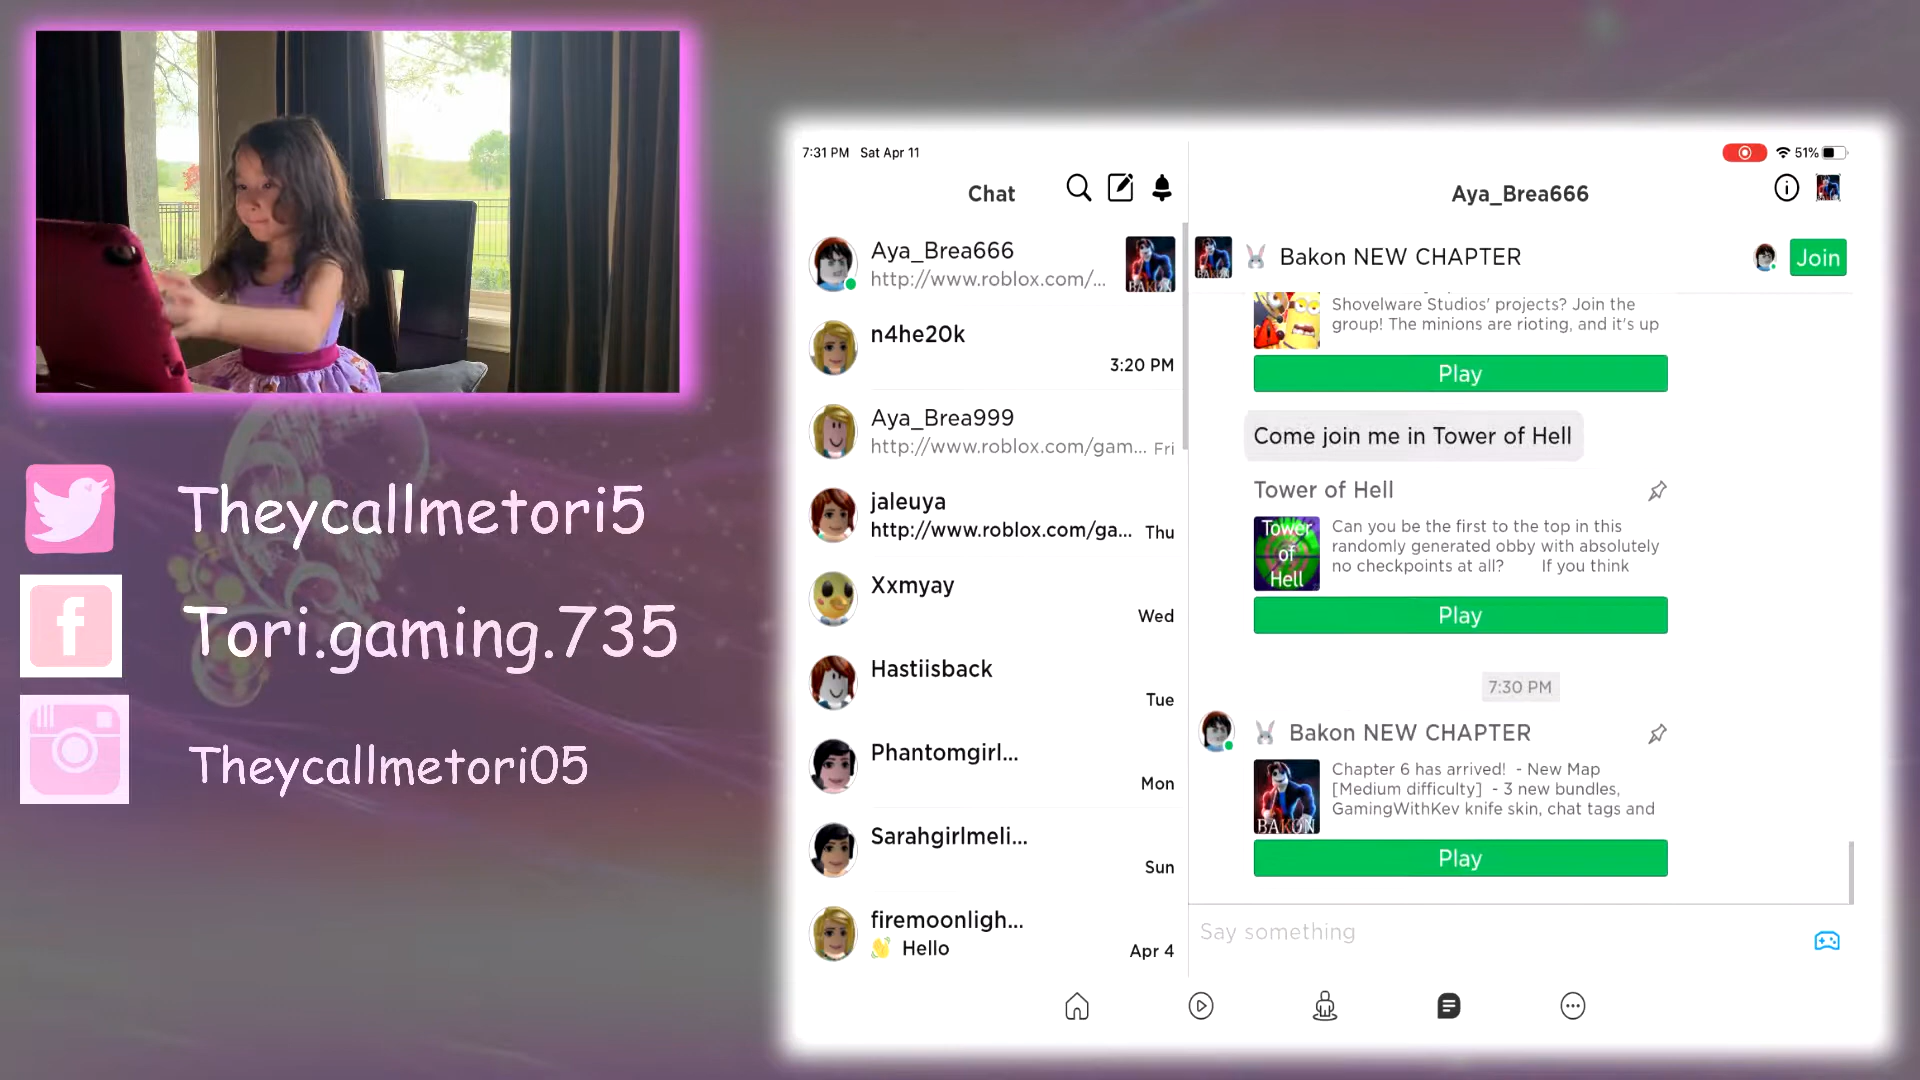 Theycallmetori5
Tori.gaming.735
Theycallmetori05
7:31 PM Sat Apr 11
51%
Chat
Aya_Brea666
http://www.roblox.com/...
BAKON
n4he20k
3:20 PM
Aya_Brea999
http://www.roblox.com/gam... Fri
jaleuya
http://www.roblox.com/ga... Thu
Xxmyay
Wed
Hastiisback
Tue
Phantomgirl...
Mon
Sarahgirlmeli...
Sun
firemoonligh...
👋 Hello
Apr 4
Aya_Brea666
🐰 Bakon NEW CHAPTER
Join
Shovelware Studios' projects? Join the
group! The minions are rioting, and it's up
Play
Come join me in Tower of Hell
Tower of Hell
Tower
of
Hell
Can you be the first to the top in this
randomly generated obby with absolutely
no checkpoints at all? If you think
Play
7:30 PM
🐰 Bakon NEW CHAPTER
BAKON
Chapter 6 has arrived! - New Map
[Medium difficulty] - 3 new bundles,
GamingWithKev knife skin, chat tags and
Play
Say something